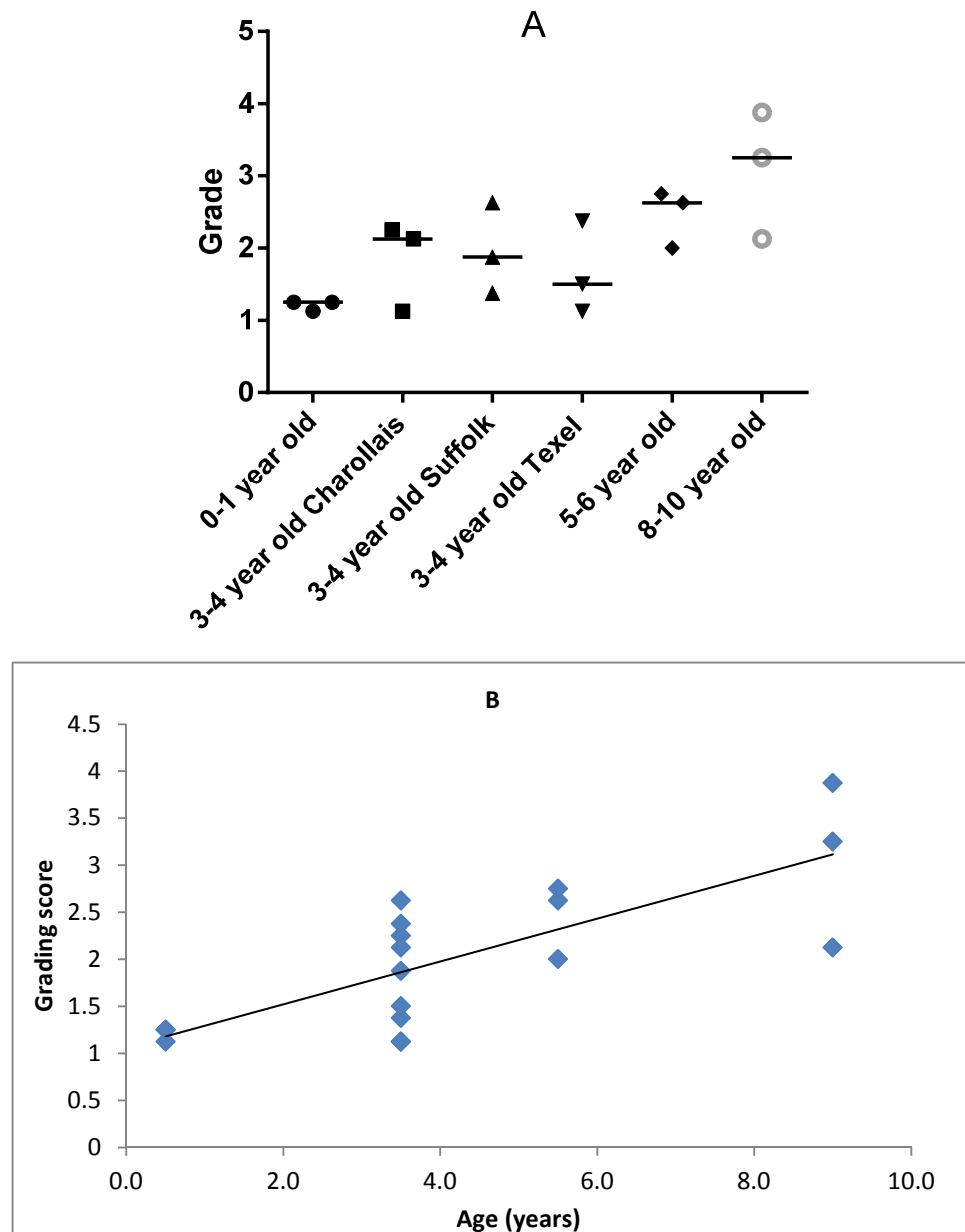 A
5
4
3
2
1
0
Grade
0-1 year old
3-4 year old Charollais
3-4 year old Suffolk
3-4 year old Texel
5-6 year old
8-10 year old
B
4.5
4
3.5
3
2.5
2
1.5
1
0.5
0
Grading score
0.0 2.0 4.0 6.0 8.0 10.0
Age (years)